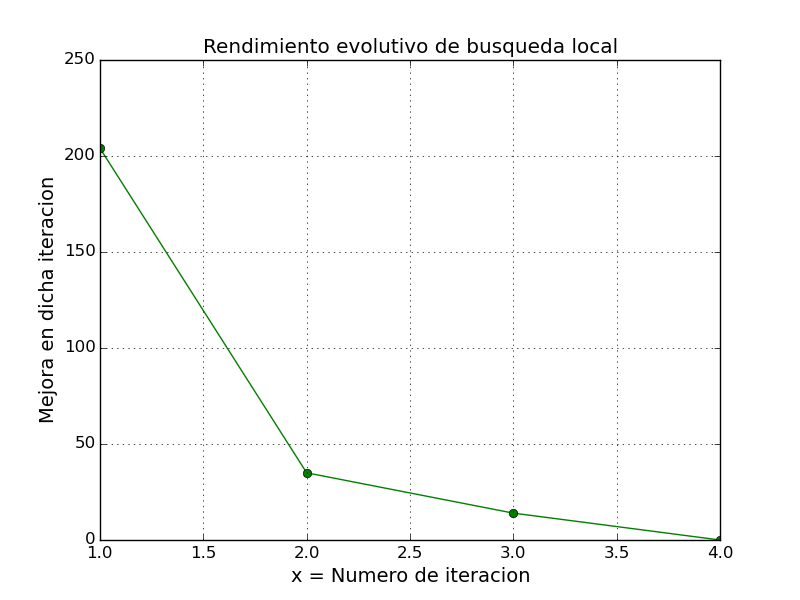 Rendimiento evolutivo de busqueda local
250
200
150
100
50
0
Mejora en dicha iteracion
1.0 1.5 2.0 2.5 3.0 3.5 4.0
x = Numero de iteracion